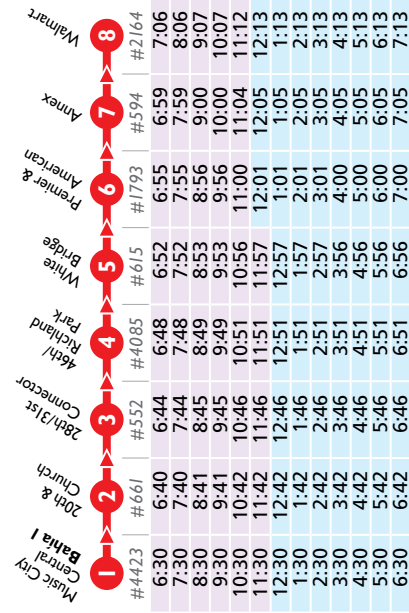 Music City
Central
Bahia 1
20th &
Church
28th/31st
Connector
46th/
Richland
Park
White
Bridge
Premier &
American
Annex
Walmart
1 2 3 4 5 6 7 8
#4423 #661 #552 #4085 #615 #1793 #594 #2164
6:30 6:40 6:44 6:48 6:52 6:55 6:59 7:06
7:30 7:40 7:44 7:48 7:52 7:55 7:59 8:06
8:30 8:41 8:45 8:49 8:53 8:56 9:00 9:07
9:30 9:41 9:45 9:49 9:53 9:56 10:00 10:07
10:30 10:42 10:46 10:51 10:56 11:00 11:04 11:12
11:30 11:42 11:46 11:51 11:57 12:01 12:05 12:13
12:30 12:42 12:46 12:51 12:57 1:01 1:05 1:13
1:30 1:42 1:46 1:51 1:57 2:01 2:05 2:13
2:30 2:42 2:46 2:51 2:57 3:01 3:05 3:13
3:30 3:42 3:46 3:51 3:56 4:00 4:05 4:13
4:30 4:42 4:46 4:51 4:56 5:00 5:05 5:13
5:30 5:42 5:46 5:51 5:56 6:00 6:05 6:13
6:30 6:42 6:46 6:51 6:56 7:00 7:05 7:13